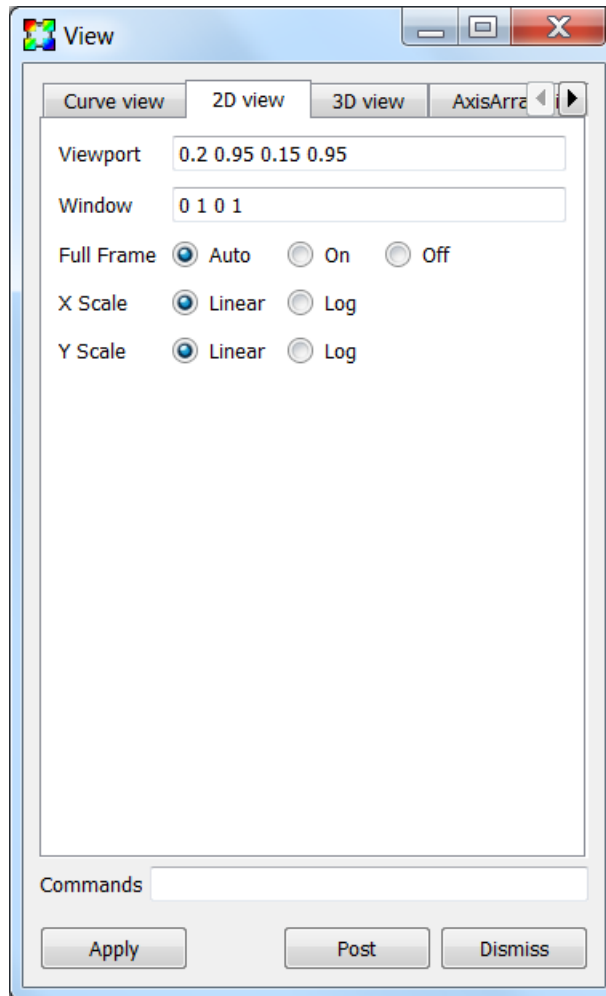 View
Curve view 2D view 3D view AxisArra
Viewport 0.2 0.95 0.15 0.95
Window 0 1 0 1
Full Frame Auto On Off
X Scale Linear Log
Y Scale Linear Log
Commands
Apply Post Dismiss